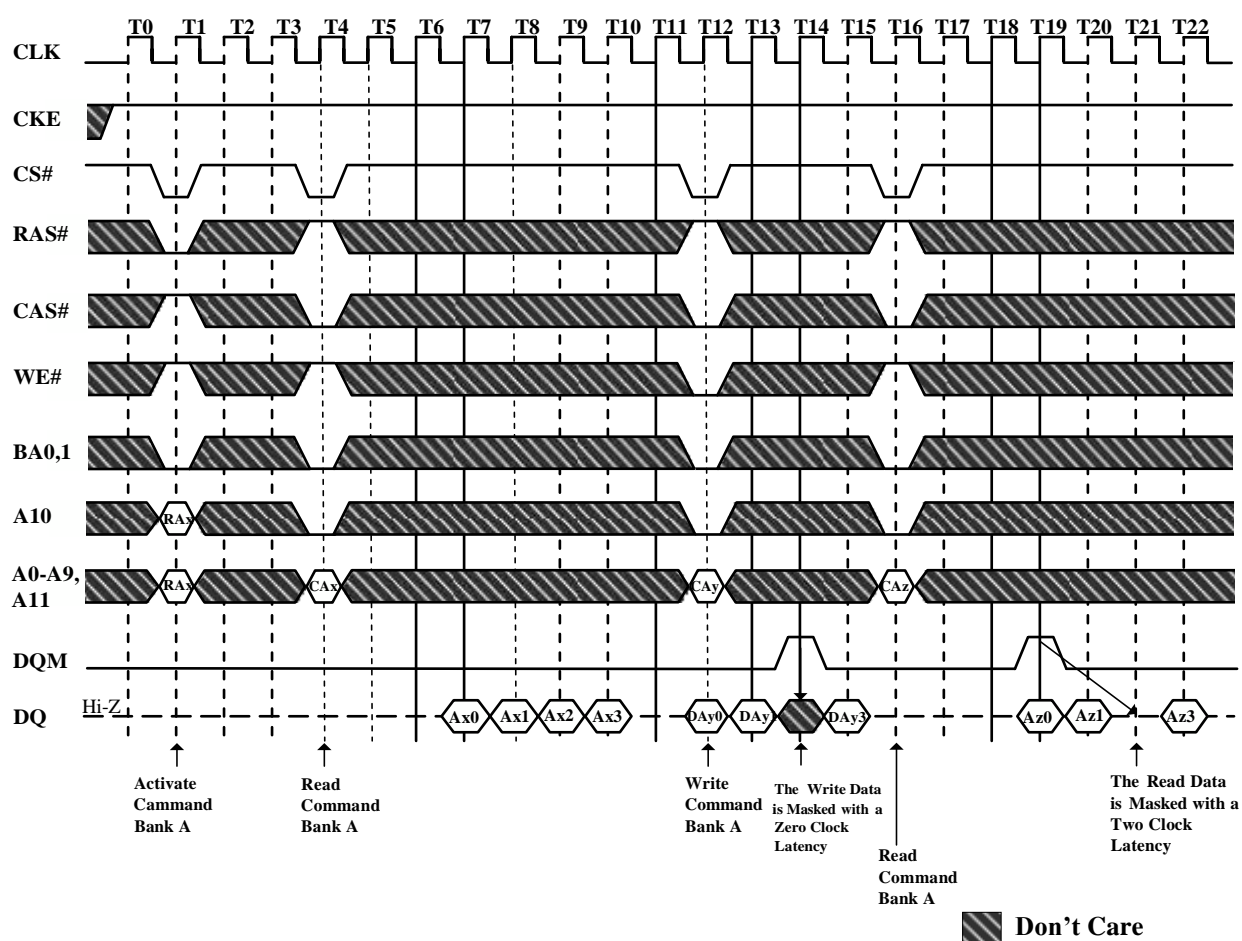 T0 T1 T2 T3 T4 T5 T6 T7 T8 T9 T10 T11 T12 T13 T14 T15 T16 T17 T18 T19 T20 T21 T22
CLK
CKE
CS#
RAS#
CAS#
WE#
BA0,1
A10
RAx
A0-A9,
A11
RAx CAx CAy CAz
DQM
Hi-Z
DQ
Ax0 Ax1 Ax2 Ax3 DAy0 DAy1 DAy3 Az0 Az1 Az3
Activate
Cammand
Bank A
Read
Command
Bank A
Write
Command
Bank A
The Write Data
is Masked with a
Zero Clock
Latency
Read
Command
Bank A
The Read Data
is Masked with a
Two Clock
Latency
Don't Care